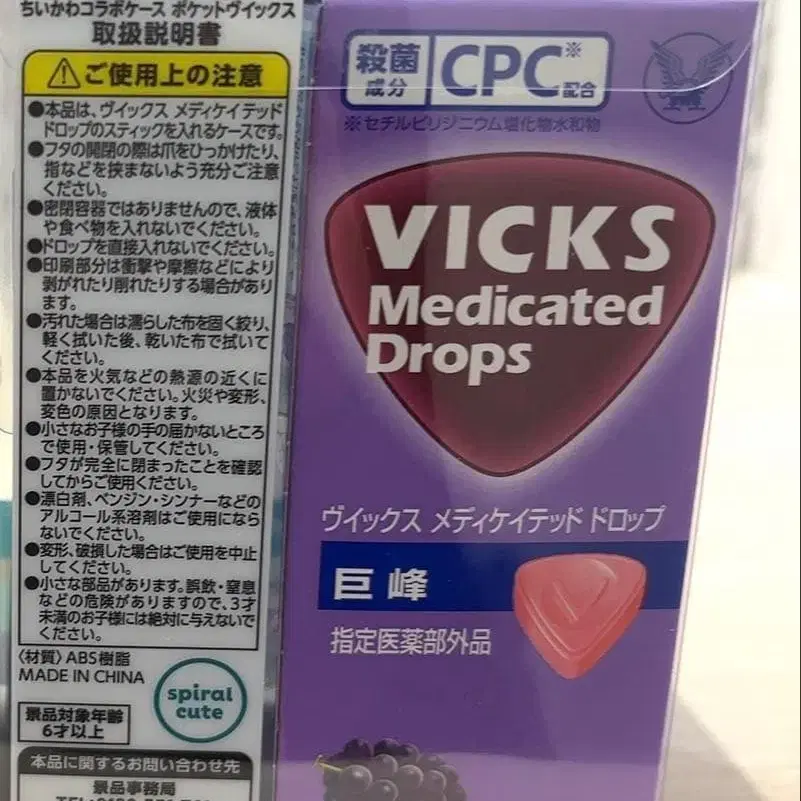 ちいかわコラボケース ポケットヴイックス
取扱説明書
⚠ご使用上の注意
●本品は、ヴイックス メディケイテッド
ドロップのスティックを入れるケースです。
●フタの開閉の際は爪をひっかけたり、
指などを挟まないよう充分ご注意
ください。
●密閉容器ではありませんので、液体
や食べ物を入れないでください。
●ドロップを直接入れないでください。
●印刷部分は衝撃や摩擦などにより
剥がれたり削れたりする場合があり
ます。
●汚れた場合は濡らした布を固く絞り、
軽く拭いた後、乾いた布で拭いて
ください。
●本品を火気などの熱源の近くに
置かないでください。火災や変形、
変色の原因となります。
●小さなお子様の手の届かないところ
で使用・保管してください。
●フタが完全に閉まったことを確認
してからご使用ください。
●漂白剤、ベンジン・シンナーなどの
アルコール系溶剤はご使用になら
ないでください。
●変形、破損した場合はご使用を中止
してください。
●小さな部品があります。誤飲・窒息
などの危険がありますので、3才
未満のお子様には絶対に与えないで
ください。
〈材質〉ABS樹脂
MADE IN CHINA
spiral
cute
景品対象年齢
6才以上
本品に関するお問い合わせ先
景品事務局
殺菌
成分
CPC※
配合
※セチルピリジニウム塩化物水和物
VICKS
Medicated
Drops
ヴイックス メディケイテッド ドロップ
巨峰
指定医薬部外品